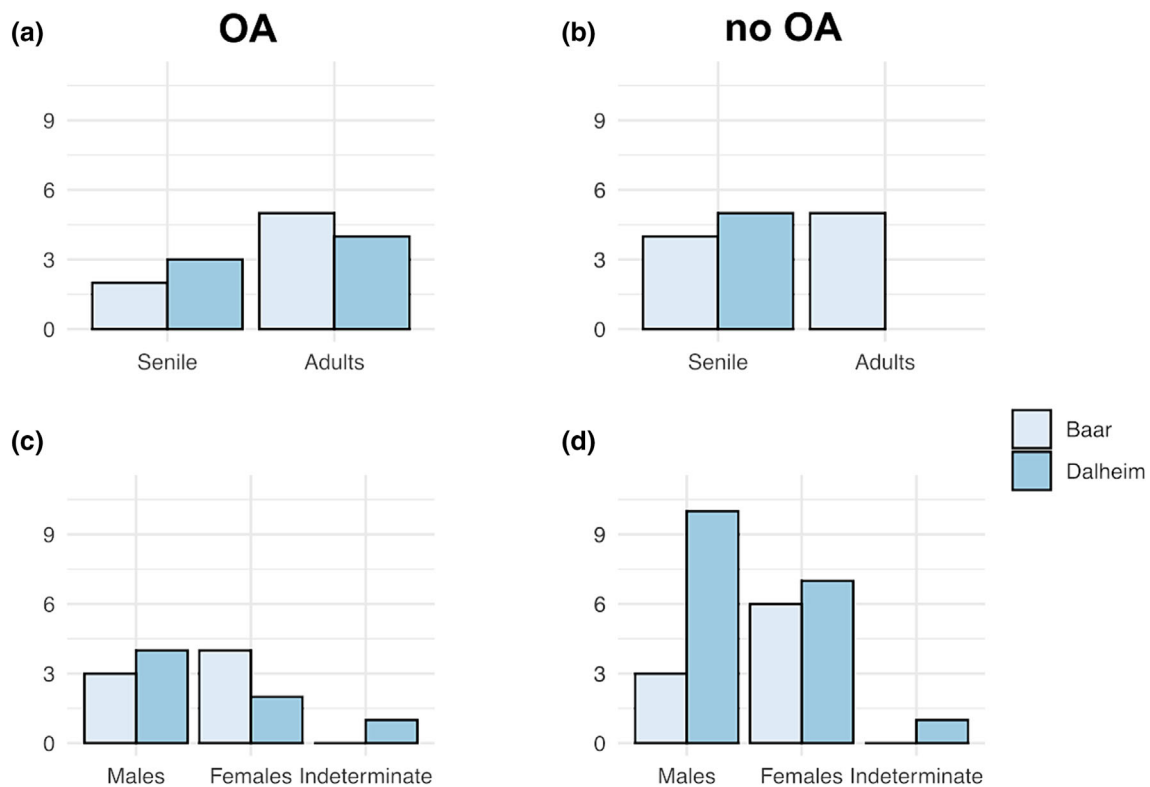 (a) OA
(b) no OA
9
6
3
0
Senile Adults
9
6
3
0
Senile Adults
(c)
9
6
3
0
Males Females Indeterminate
(d)
9
6
3
0
Males Females Indeterminate
Baar
Dalheim